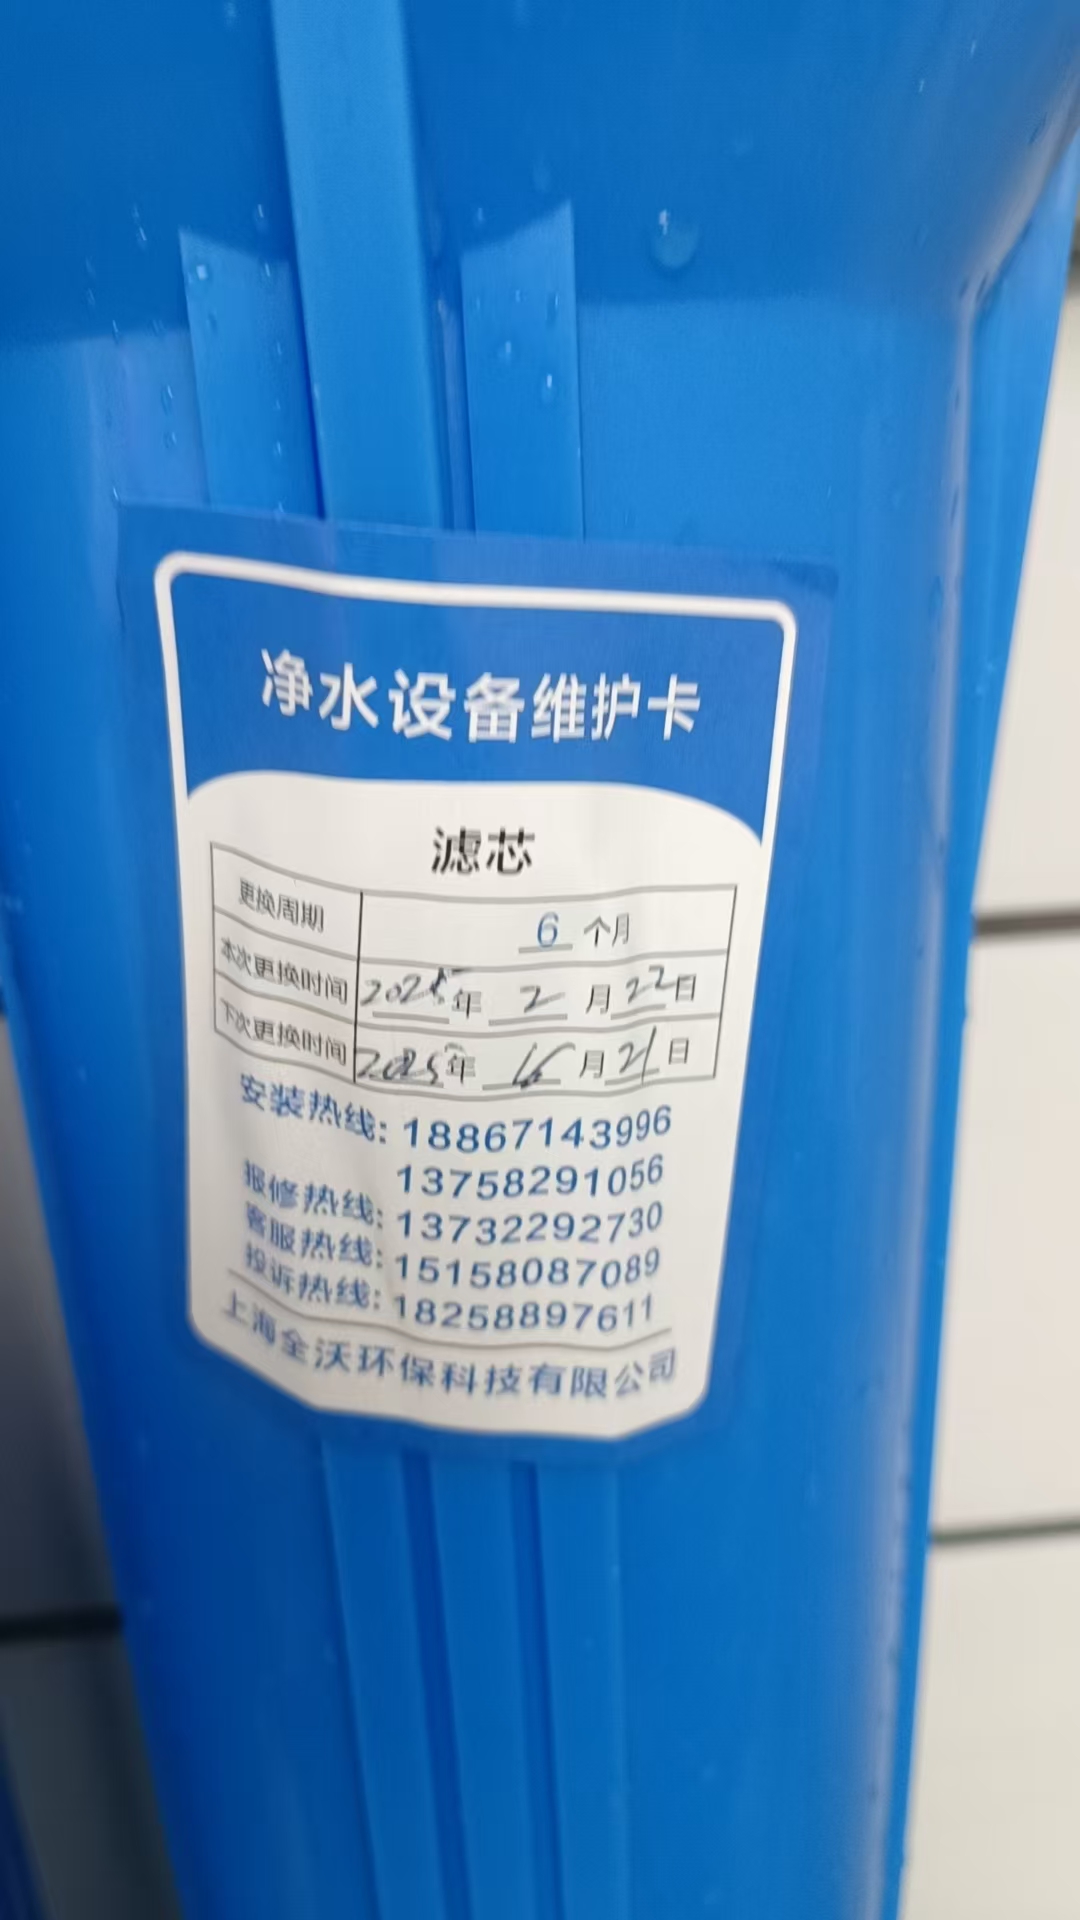 净水设备维护卡
滤芯
更换周期 6 个月
本次更换时间 2025年 2 月 22日
下次更换时间 2025年 月 21日
安装热线: 18867143996
13758291056
报修热线: 13732292730
客服热线: 15158087089
投诉热线: 18258897611
上海全沃环保科技有限公司